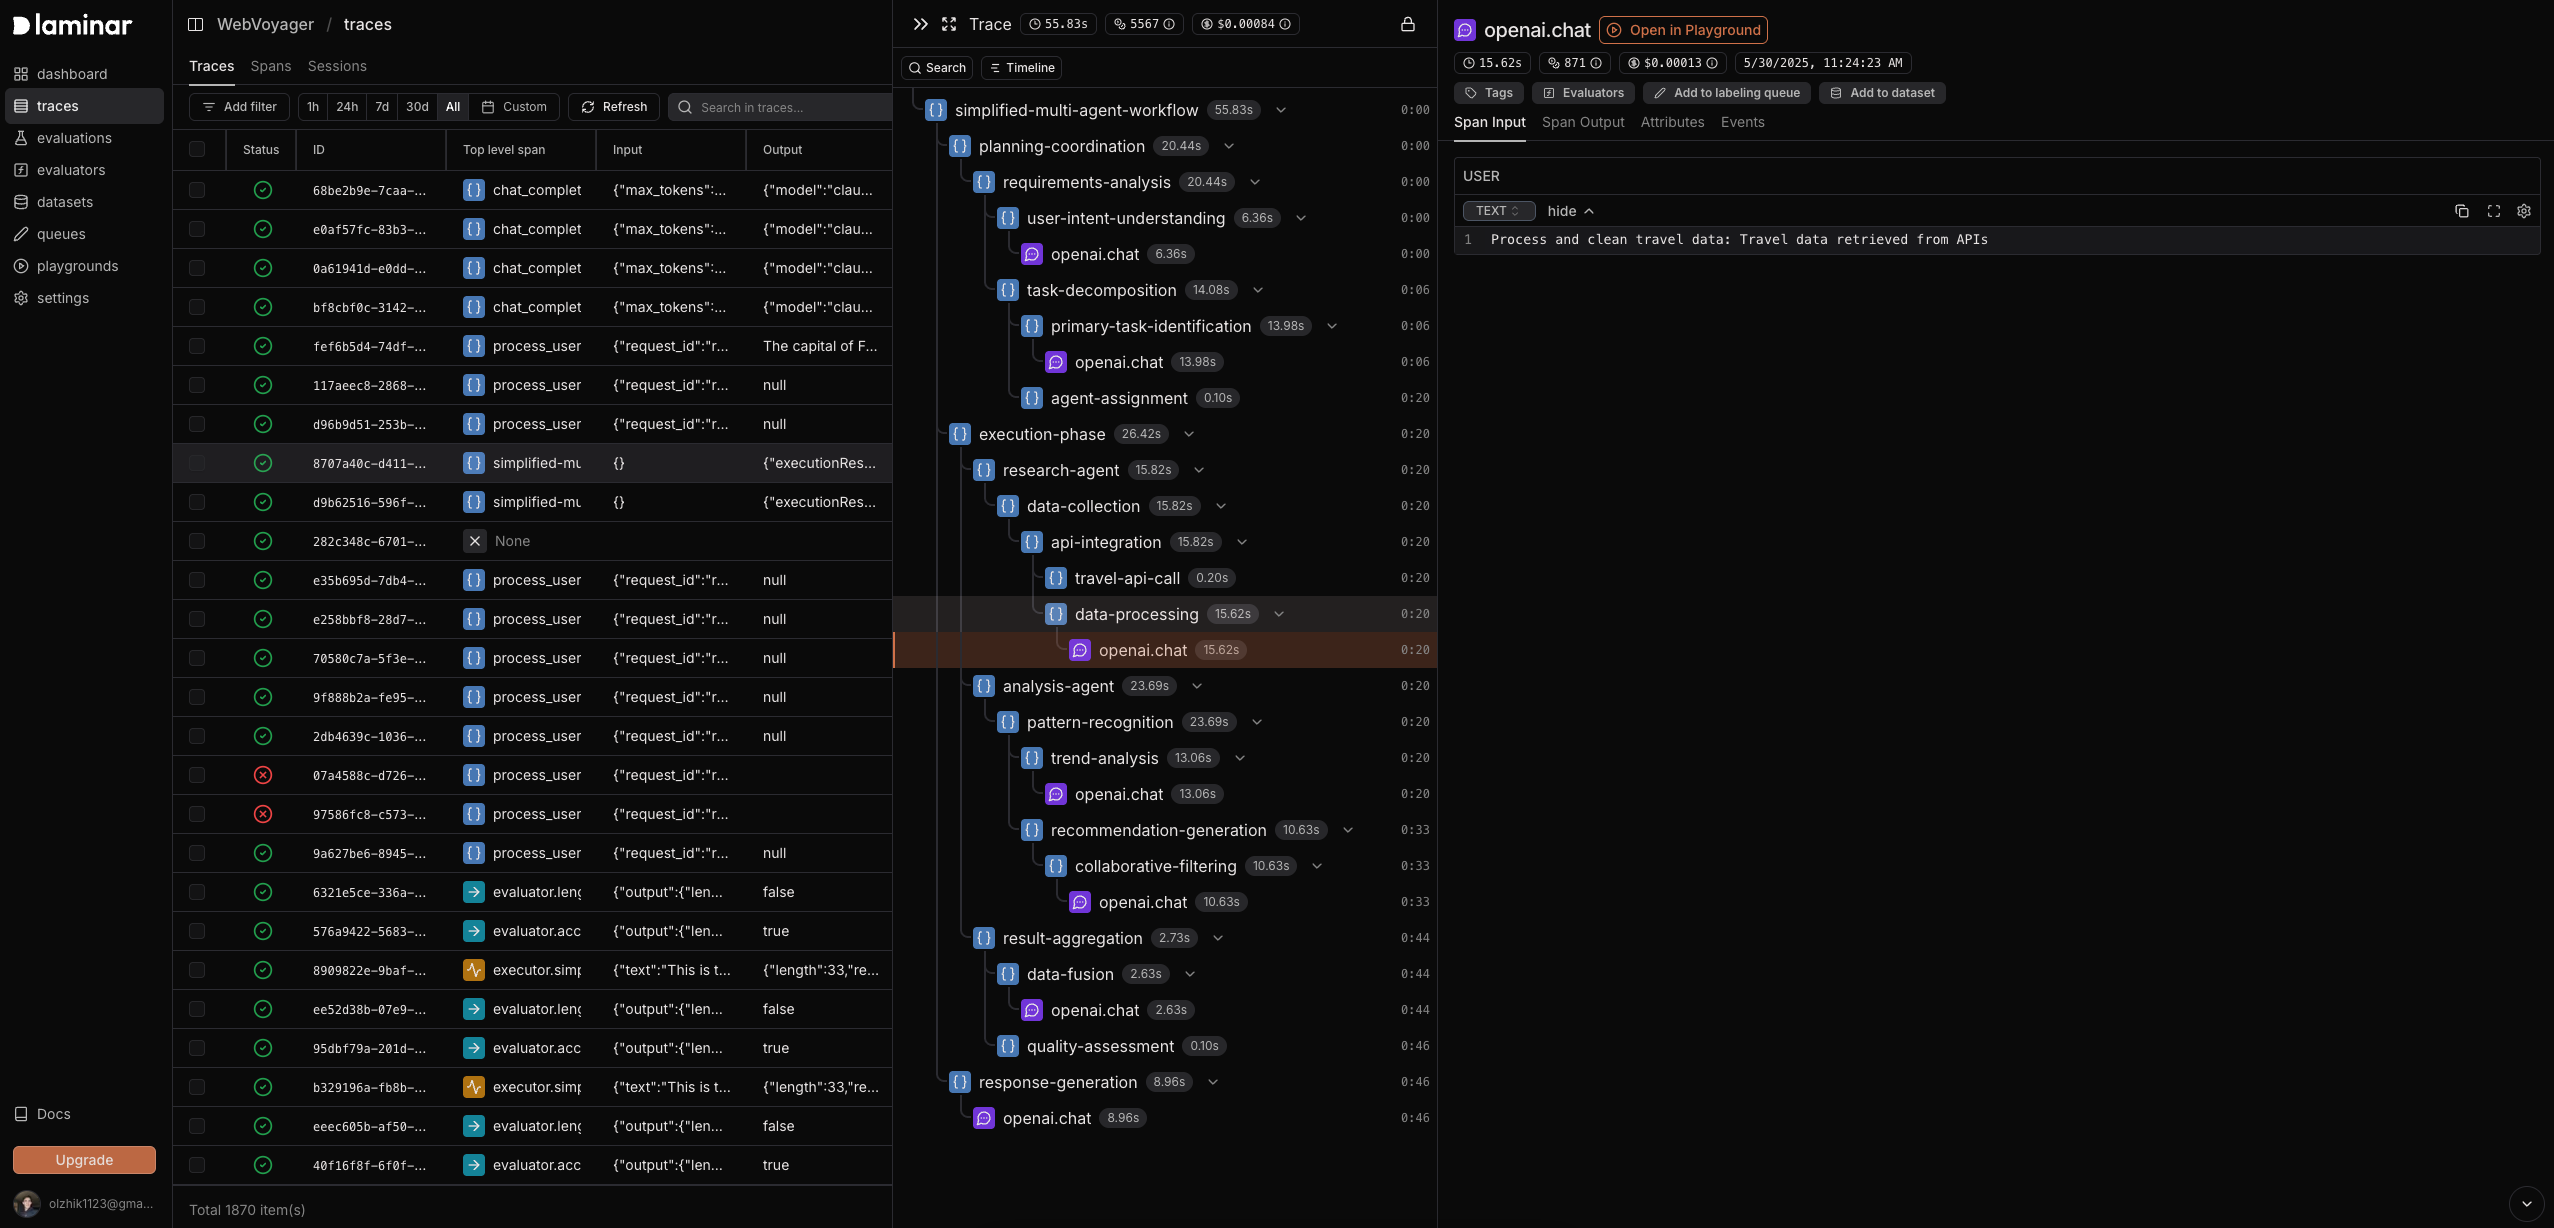 laminar
dashboard
traces
evaluations
evaluators
datasets
queues
playgrounds
settings
Docs
Upgrade
olzhik1123@gma...
WebVoyager / traces
Traces Spans Sessions
Add filter 1h 24h 7d 30d All Custom Refresh Search in traces...
Status ID Top level span Input Output
68be2b9e-7caa-... chat_complet {"max_tokens":... {"model":"clau...
e0af57fc-83b3-... chat_complet {"max_tokens":... {"model":"clau...
0a61941d-e0dd-... chat_complet {"max_tokens":... {"model":"clau...
bf8cbf0c-3142-... chat_complet {"max_tokens":... {"model":"clau...
fef6b5d4-74df-... process_user {"request_id":"r... The capital of F...
117aeec8-2868-... process_user {"request_id":"r... null
d96b9d51-253b-... process_user {"request_id":"r... null
8707a40c-d411-... simplified-mu {} {"executionRes...
d9b62516-596f-... simplified-mu {} {"executionRes...
282c348c-6701-... None
e35b695d-7db4-... process_user {"request_id":"r... null
e258bbf8-28d7-... process_user {"request_id":"r... null
70580c7a-5f3e-... process_user {"request_id":"r... null
9f888b2a-fe95-... process_user {"request_id":"r... null
2db4639c-1036-... process_user {"request_id":"r... null
07a4588c-d726-... process_user {"request_id":"r...
97586fc8-c573-... process_user {"request_id":"r...
9a627be6-8945-... process_user {"request_id":"r... null
6321e5ce-336a-... evaluator.leng {"output":{"len... false
576a9422-5683-... evaluator.acc {"output":{"len... true
8909822e-9baf-... executor.simp {"text":"This is t... {"length":33,"re...
ee52d38b-07e9-... evaluator.leng {"output":{"len... false
95dbf79a-201d-... evaluator.acc {"output":{"len... true
b329196a-fb8b-... executor.simp {"text":"This is t... {"length":33,"re...
eeec605b-af50-... evaluator.leng {"output":{"len... false
40f16f8f-6f0f-... evaluator.acc {"output":{"len... true
Total 1870 item(s)
Trace 55.83s 5567 $0.00084
Search Timeline
simplified-multi-agent-workflow 55.83s 0:00
planning-coordination 20.44s 0:00
requirements-analysis 20.44s 0:00
user-intent-understanding 6.36s 0:00
openai.chat 6.36s 0:00
task-decomposition 14.08s 0:06
primary-task-identification 13.98s 0:06
openai.chat 13.98s 0:06
agent-assignment 0.10s 0:20
execution-phase 26.42s 0:20
research-agent 15.82s 0:20
data-collection 15.82s 0:20
api-integration 15.82s 0:20
travel-api-call 0.20s 0:20
data-processing 15.62s 0:20
openai.chat 15.62s 0:20
analysis-agent 23.69s 0:20
pattern-recognition 23.69s 0:20
trend-analysis 13.06s 0:20
openai.chat 13.06s 0:20
recommendation-generation 10.63s 0:33
collaborative-filtering 10.63s 0:33
openai.chat 10.63s 0:33
result-aggregation 2.73s 0:44
data-fusion 2.63s 0:44
openai.chat 2.63s 0:44
quality-assessment 0.10s 0:46
response-generation 8.96s 0:46
openai.chat 8.96s 0:46
openai.chat Open in Playground
15.62s 871 $0.00013 5/30/2025, 11:24:23 AM
Tags Evaluators Add to labeling queue Add to dataset
Span Input Span Output Attributes Events
USER
TEXT hide
1 Process and clean travel data: Travel data retrieved from APIs